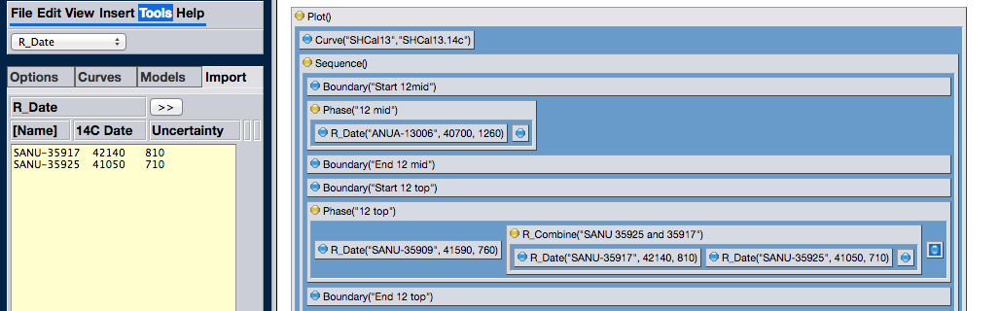 File Edit View Insert Tools Help
R_Date
Options Curves Models Import
R_Date >>
[Name] 14C Date Uncertainty
SANU-35917 42140 810
SANU-35925 41050 710
Plot()
Curve("SHCal13","SHCal13.14c")
Sequence()
Boundary("Start 12mid")
Phase("12 mid")
R_Date("ANUA-13006", 40700, 1260)
Boundary("End 12 mid")
Boundary("Start 12 top")
Phase("12 top")
R_Combine("SANU 35925 and 35917")
R_Date("SANU-35909", 41590, 760)
R_Date("SANU-35917", 42140, 810) R_Date("SANU-35925", 41050, 710)
Boundary("End 12 top")